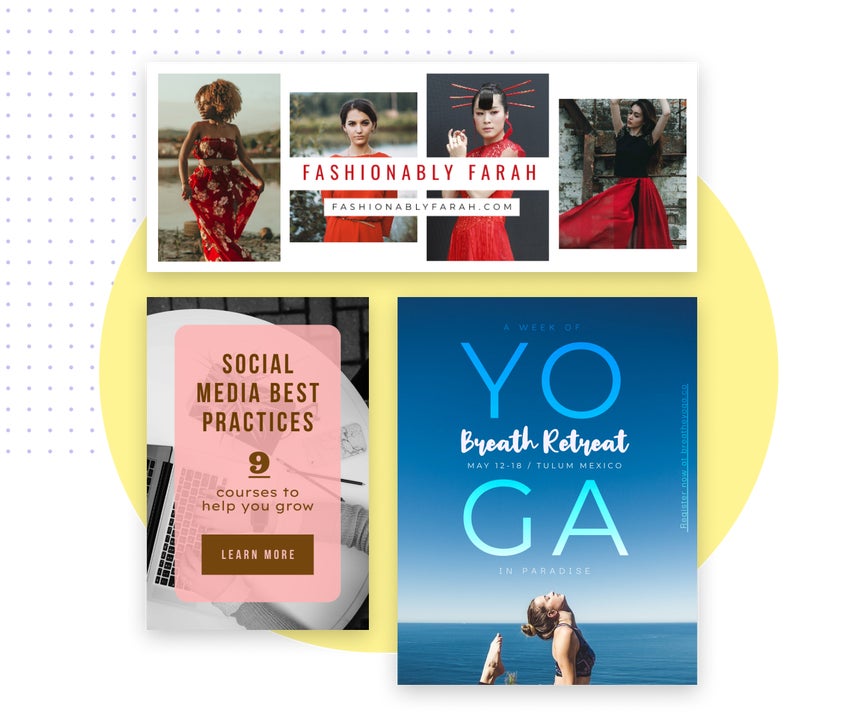 FASHIONABLY FARAH
FASHIONABLYFARAH.COM
SOCIAL
MEDIA BEST
PRACTICES
9
courses to
help you grow
LEARN MORE
A WEEK OF
YO
Breath Retreat
MAY 12-18 / TULUM MEXICO
GA
IN PARADISE
Register now at breatheyoga.co